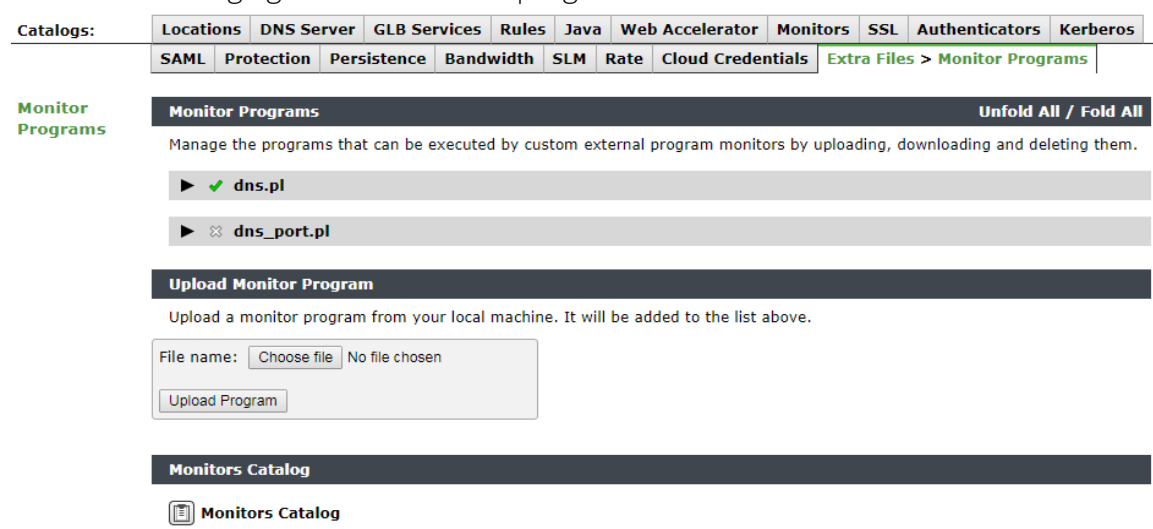 Catalogs: Locations DNS Server GLB Services Rules Java Web Accelerator Monitors SSL Authenticators Kerberos
SAML Protection Persistence Bandwidth SLM Rate Cloud Credentials Extra Files > Monitor Programs
Monitor
Programs
Monitor Programs Unfold All / Fold All
Manage the programs that can be executed by custom external program monitors by uploading, downloading and deleting them.
dns.pl
dns_port.pl
Upload Monitor Program
Upload a monitor program from your local machine. It will be added to the list above.
File name: Choose file No file chosen
Upload Program
Monitors Catalog
Monitors Catalog